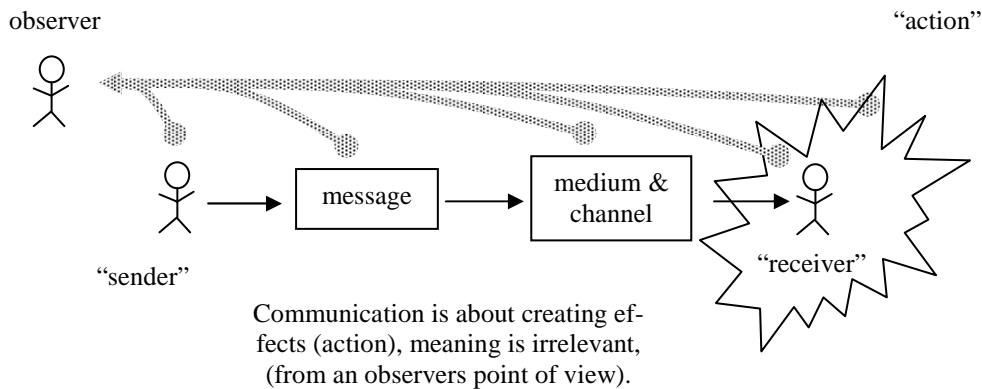 observer
“action”
message
medium &
channel
“sender”
“receiver”
Communication is about creating ef-
fects (action), meaning is irrelevant,
(from an observers point of view).